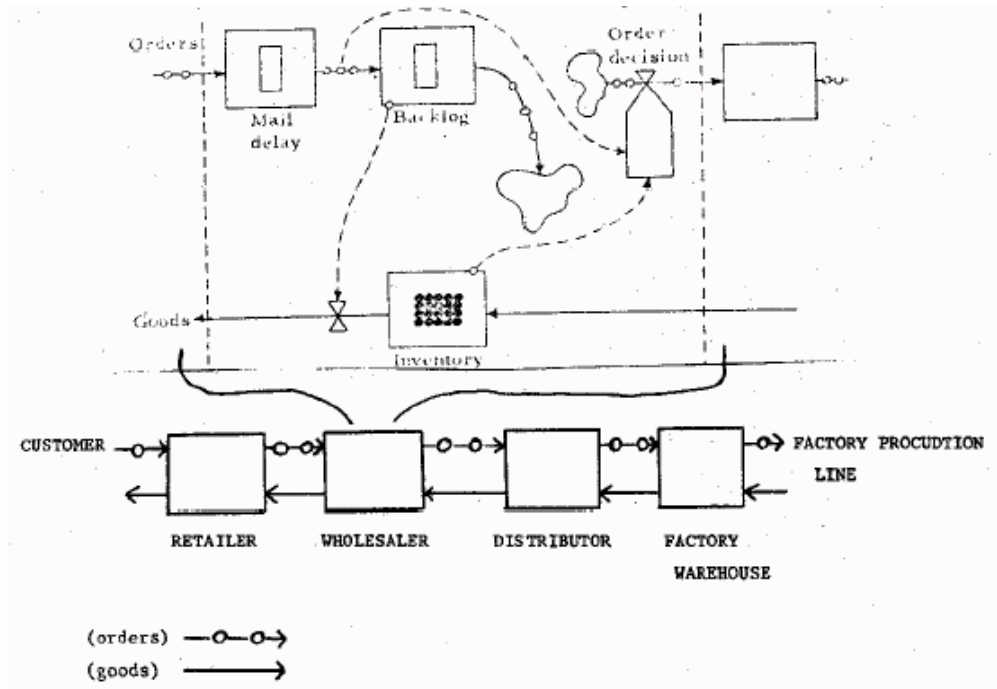 Orders
Mail
delay
Backlog
Order
decision
Goods
Inventory
CUSTOMER
FACTORY PROCUDTION
LINE
RETAILER
WHOLESALER
DISTRIBUTOR
FACTORY
WAREHOUSE
(orders)
(goods)